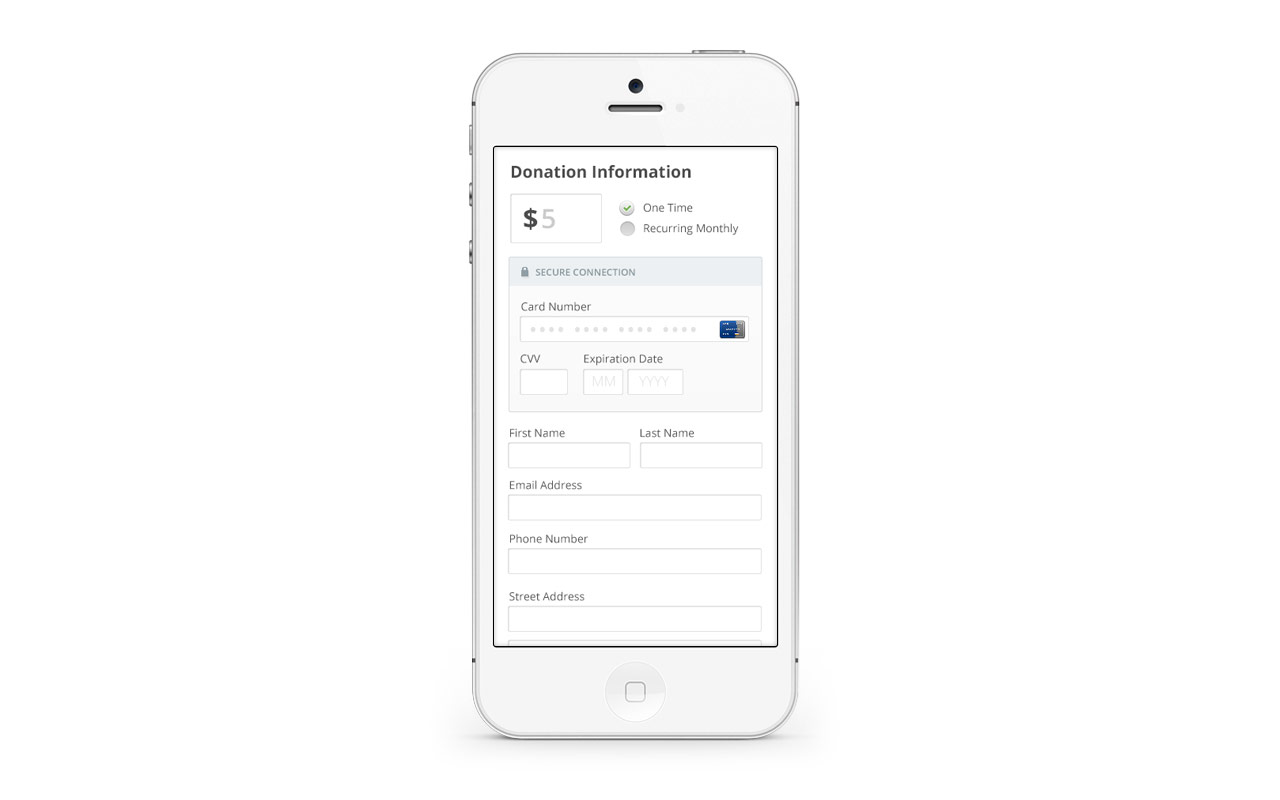 Donation Information
$5
One Time
Recurring Monthly
SECURE CONNECTION
Card Number
CVV
Expiration Date
MM
YYYY
First Name
Last Name
Email Address
Phone Number
Street Address